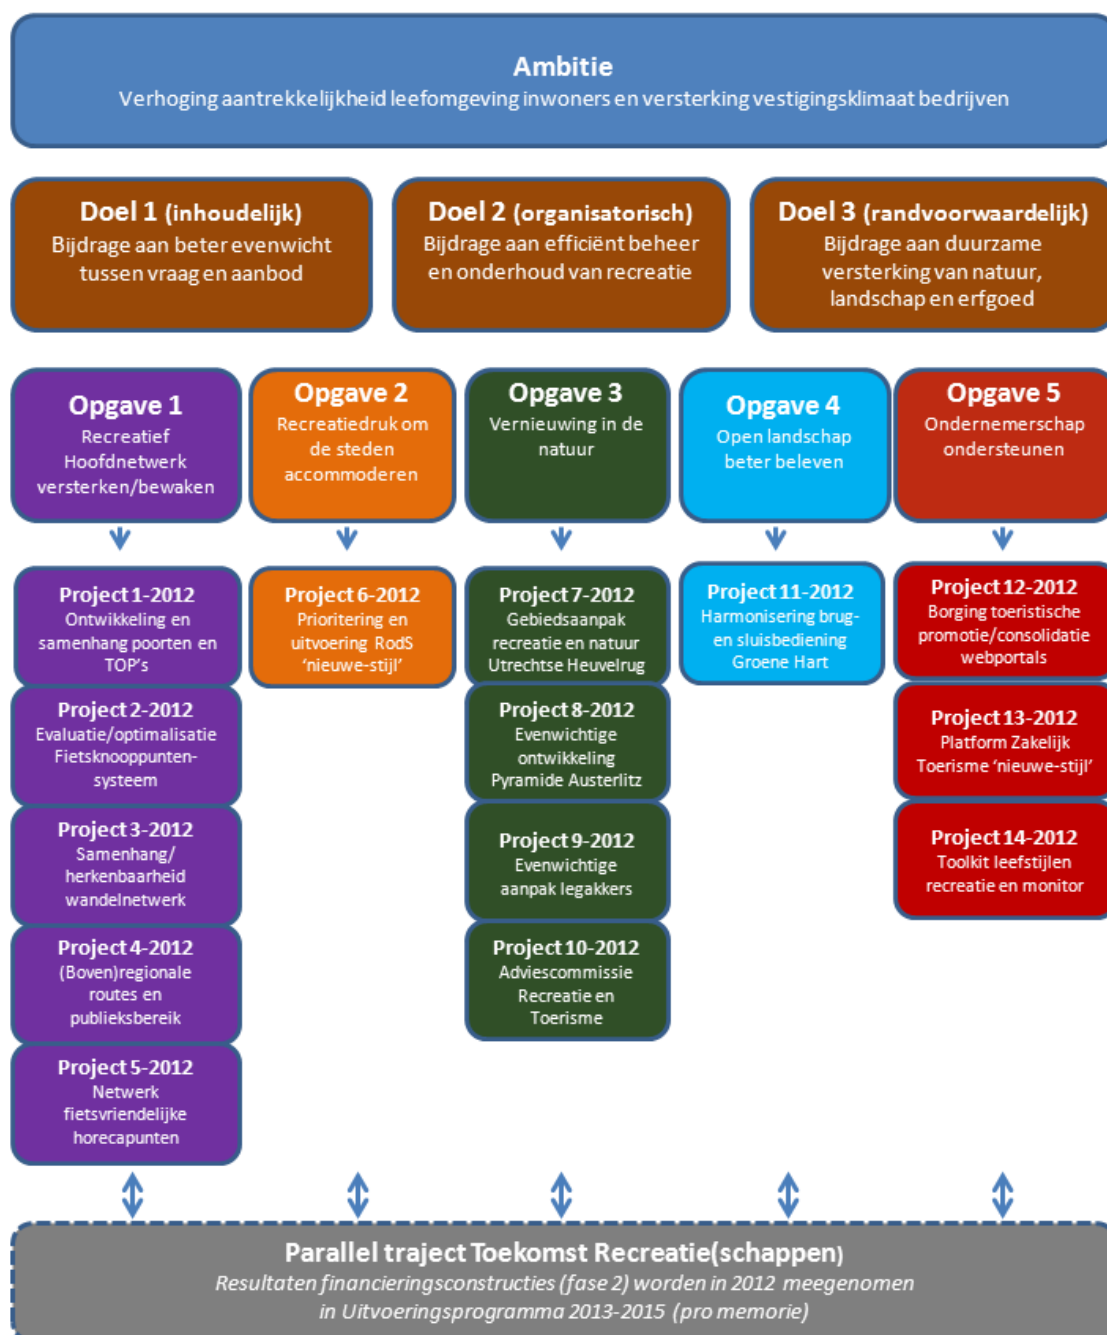 Ambitie
Verhoging aantrekkelijkheid leefomgeving inwoners en versterking vestigingsklimaat bedrijven
Doel 1 (inhoudelijk)
Bijdrage aan beter evenwicht
tussen vraag en aanbod
Doel 2 (organisatorisch)
Bijdrage aan efficiënt beheer
en onderhoud van recreatie
Doel 3 (randvoorwaardelijk)
Bijdrage aan duurzame
versterking van natuur,
landschap en erfgoed
Opgave 1
Recreatief
Hoofdnetwerk
versterken/bewaken
Opgave 2
Recreatiedruk om
de steden
accommoderen
Opgave 3
Vernieuwing in de
natuur
Opgave 4
Open landschap
beter beleven
Opgave 5
Ondernemerschap
ondersteunen
Project 1-2012
Ontwikkeling en
samenhang poorten en
TOP's
Project 2-2012
Evaluatie/optimalisatie
Fietsknooppunten-
systeem
Project 3-2012
Samenhang/
herkenbaarheid
wandelnetwerk
Project 4-2012
(Boven)regionale
routes en
publieksbereik
Project 5-2012
Netwerk
fietsvriendelijke
horecapunten
Project 6-2012
Prioritering en
uitvoering RodS
‘nieuwe-stijl’
Project 7-2012
Gebiedsaanpak
recreatie en natuur
Utrechtse Heuvelrug
Project 8-2012
Evenwichtige
ontwikkeling
Pyramide Austerlitz
Project 9-2012
Evenwichtige
aanpak legakkers
Project 10-2012
Adviescommissie
Recreatie en
Toerisme
Project 11-2012
Harmonisering brug-
en sluisbediening
Groene Hart
Project 12-2012
Borging toeristische
promotie/consolidatie
webportals
Project 13-2012
Platform Zakelijk
Toerisme ‘nieuwe-stijl’
Project 14-2012
Toolkit leefstijlen
recreatie en monitor
Parallel traject Toekomst Recreatie(schappen)
Resultaten financieringsconstructies (fase 2) worden in 2012 meegenomen
in Uitvoeringsprogramma 2013-2015 (pro memorie)